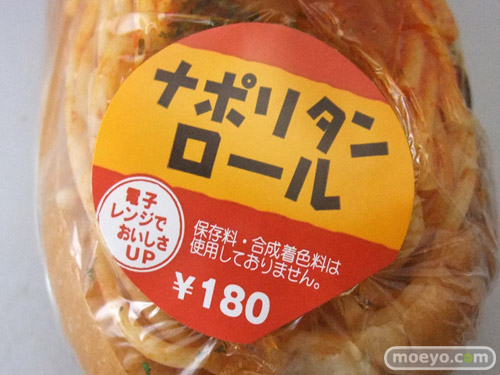 ナポリタン
ロール
電子
レンジで
おいしさ
UP
保存料・合成着色料は
使用しておりません。
¥180
moeyo.com